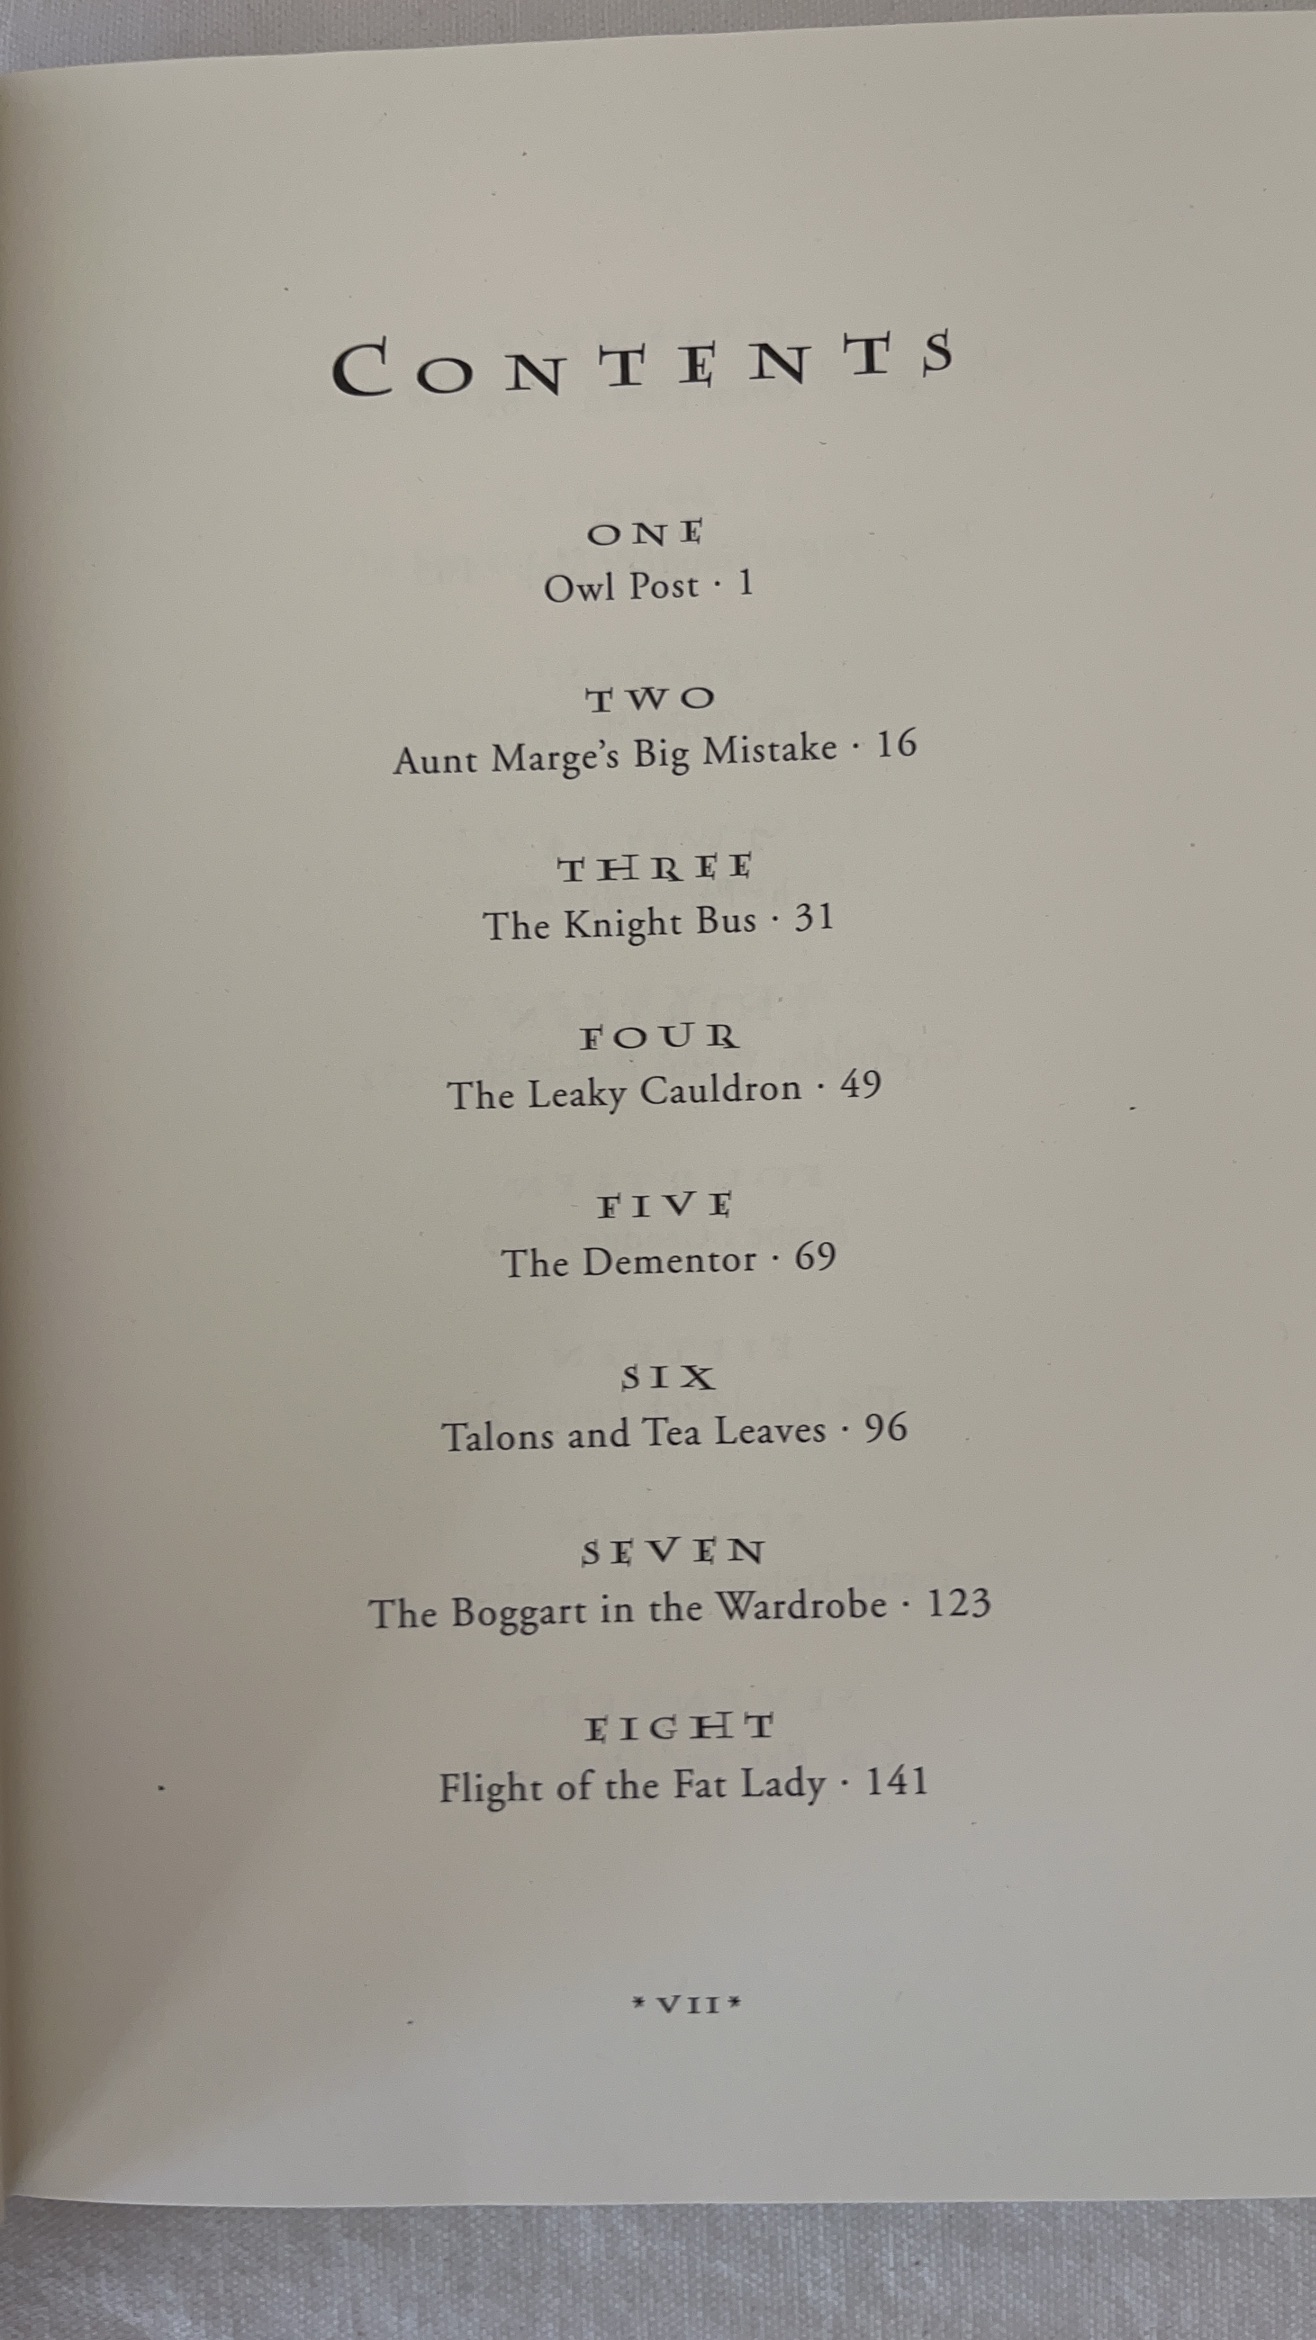 CONTENTS
ONE
Owl Post · 1
TWO
Aunt Marge’s Big Mistake · 16
THREE
The Knight Bus · 31
FOUR
The Leaky Cauldron · 49
FIVE
The Dementor · 69
SIX
Talons and Tea Leaves · 96
SEVEN
The Boggart in the Wardrobe · 123
EIGHT
Flight of the Fat Lady · 141
* VII *